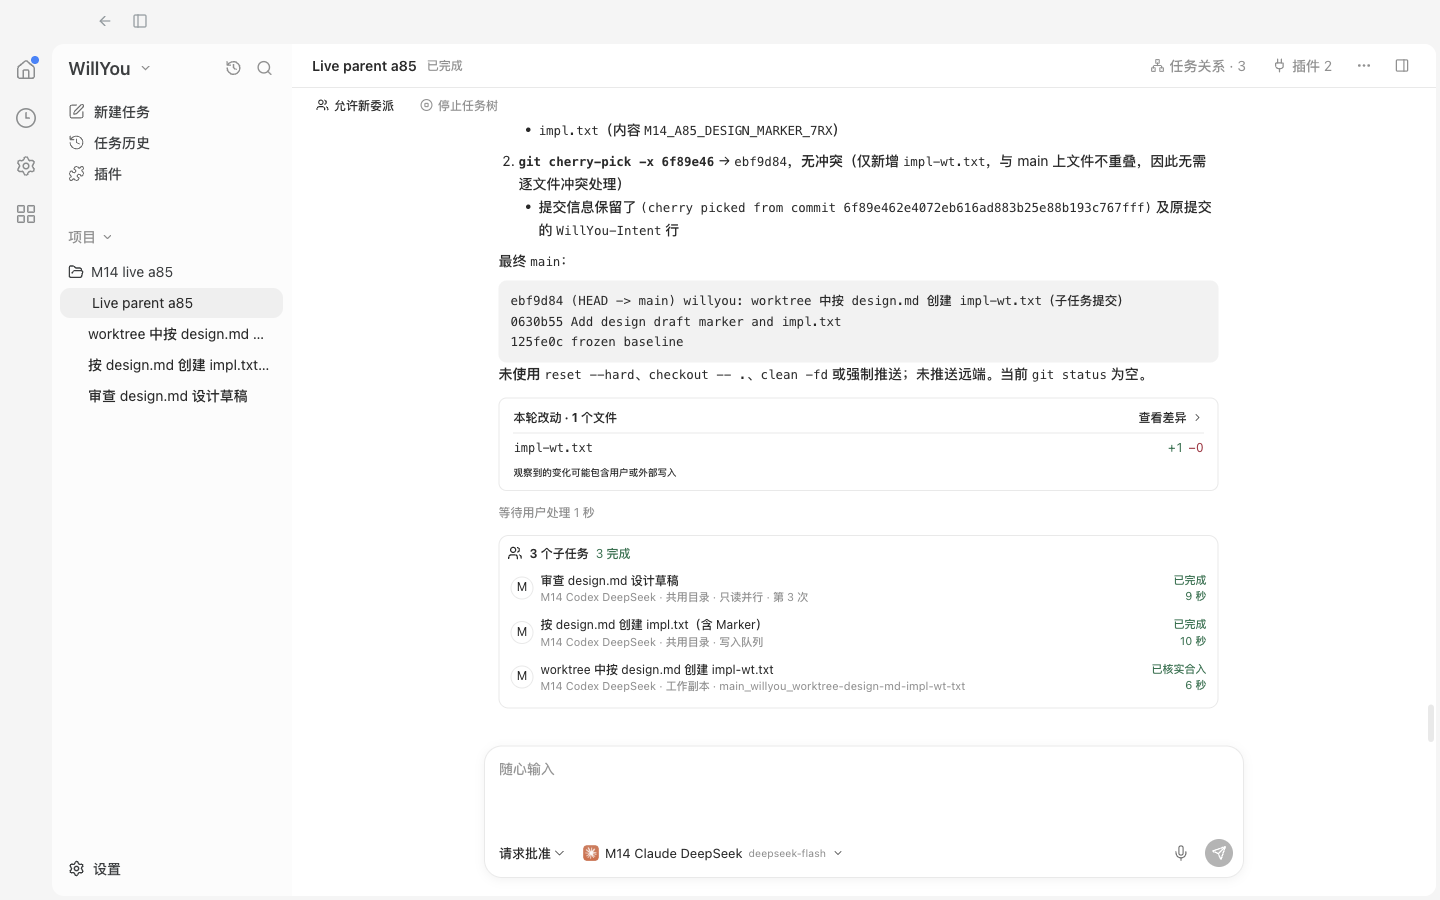 WillYou
新建任务
任务历史
插件
项目
M14 live a85
Live parent a85
worktree 中按 design.md ...
按 design.md 创建 impl.txt...
审查 design.md 设计草稿
设置
Live parent a85 已完成
任务关系 · 3
插件 2
允许新委派
停止任务树
• impl.txt（内容 M14_A85_DESIGN_MARKER_7RX）
2. git cherry-pick -x 6f89e46 → ebf9d84，无冲突（仅新增 impl-wt.txt，与 main 上文件不重叠，因此无需
逐文件冲突处理）
• 提交信息保留了 (cherry picked from commit 6f89e462e4072eb616ad883b25e88b193c767fff) 及原提交
的 WillYou-Intent 行
最终 main：
ebf9d84 (HEAD -> main) willyou: worktree 中按 design.md 创建 impl-wt.txt (子任务提交)
0630b55 Add design draft marker and impl.txt
125fe0c frozen baseline
未使用 reset --hard、checkout -- .、clean -fd 或强制推送；未推送远端。当前 git status 为空。
本轮改动 · 1 个文件
查看差异
impl-wt.txt
+1 −0
观察到的变化可能包含用户或外部写入
等待用户处理 1 秒
3 个子任务 3 完成
M
审查 design.md 设计草稿
已完成
M14 Codex DeepSeek · 共用目录 · 只读并行 · 第 3 次
9 秒
M
按 design.md 创建 impl.txt（含 Marker）
已完成
M14 Codex DeepSeek · 共用目录 · 写入队列
10 秒
M
worktree 中按 design.md 创建 impl-wt.txt
已核实合入
M14 Codex DeepSeek · 工作副本 · main_willyou_worktree-design-md-impl-wt-txt
6 秒
随心输入
请求批准
M14 Claude DeepSeek deepseek-flash